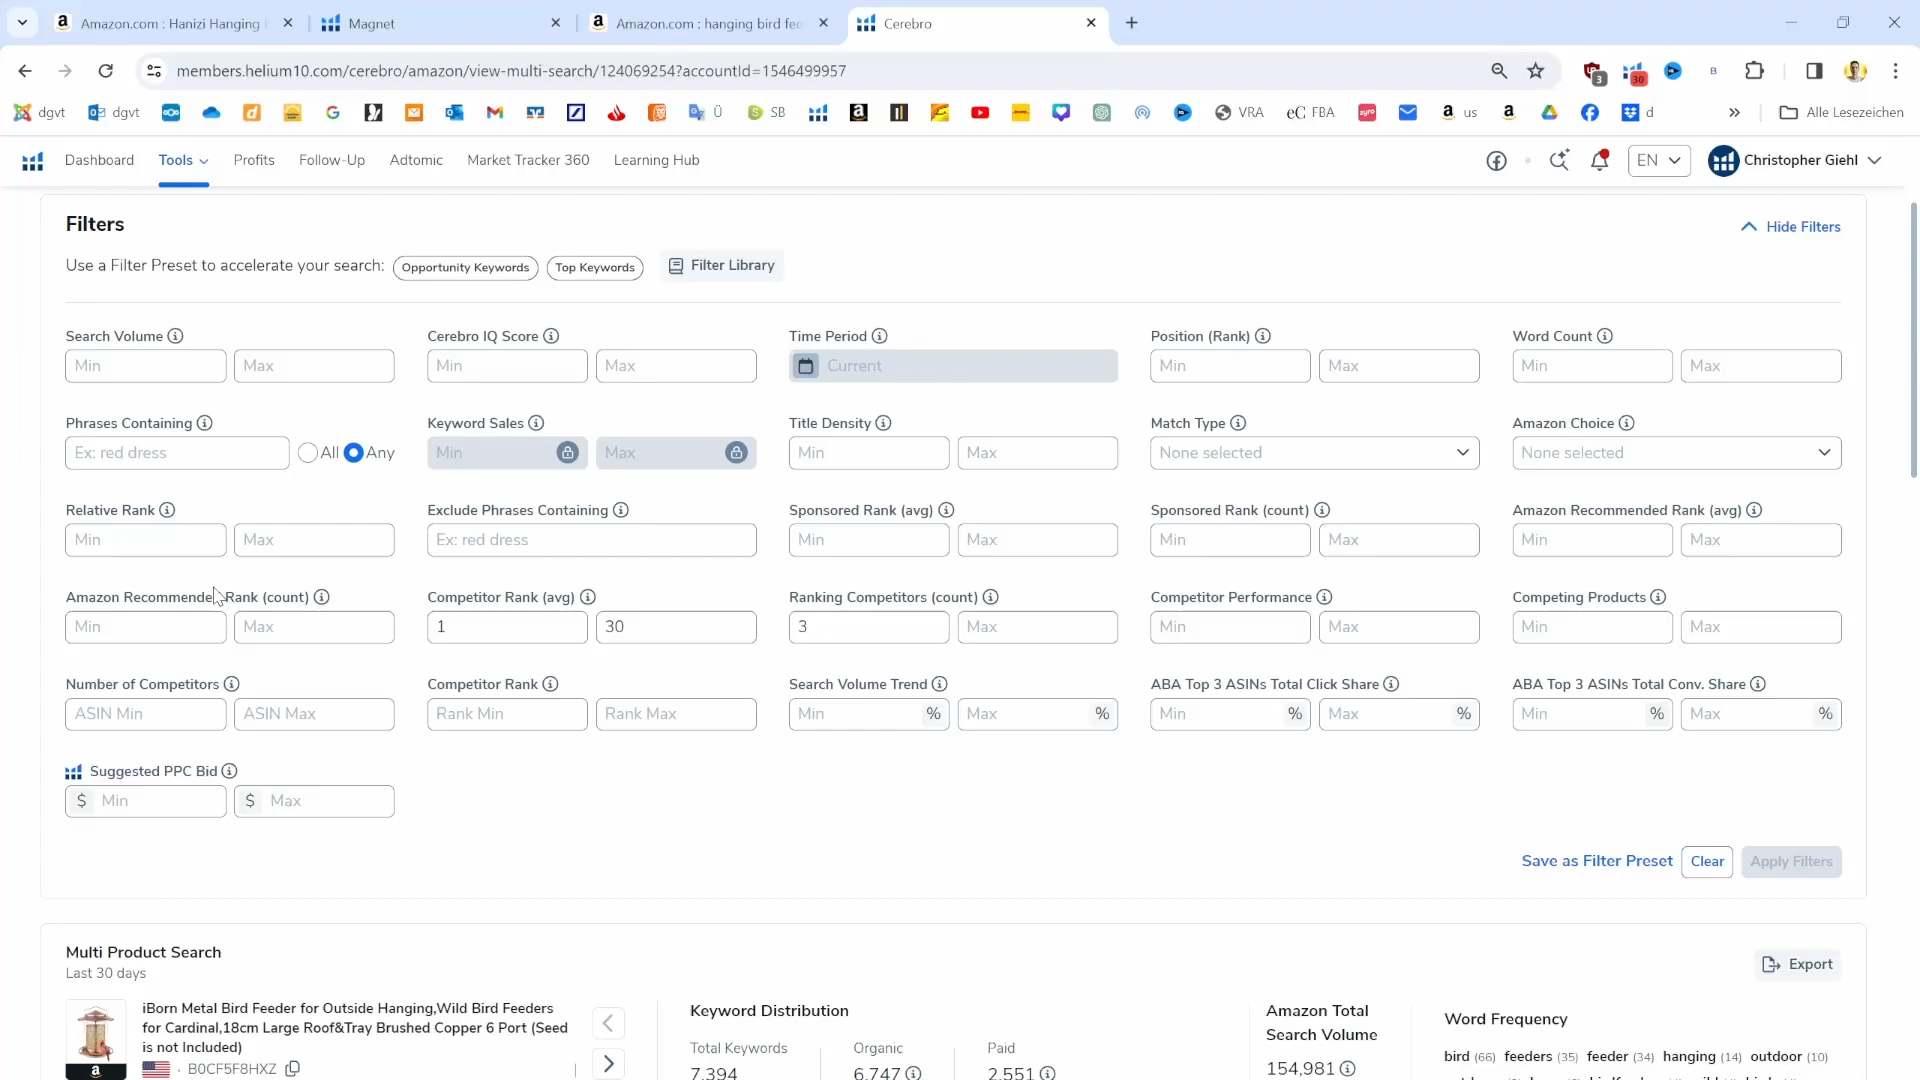 Amazon.com : Hanizi Hanging
Magnet
Amazon.com : hanging bird fee
Cerebro
members.helium10.com/cerebro/amazon/view-multi-search/124069254?accountId=1546499957
3
30
B
dgvt
dgvt
Ü
SB
VRA
eC FBA
zyro
us
d
Alle Lesezeichen
Dashboard
Tools
Profits
Follow-Up
Adtomic
Market Tracker 360
Learning Hub
EN
Christopher Giehl
Filters
Hide Filters
Use a Filter Preset to accelerate your search:
Opportunity Keywords
Top Keywords
Filter Library
Search Volume
Cerebro IQ Score
Time Period
Position (Rank)
Word Count
Min
Max
Min
Max
Current
Min
Max
Min
Max
Phrases Containing
Keyword Sales
Title Density
Match Type
Amazon Choice
Ex: red dress
All
Any
Min
Max
Min
Max
None selected
None selected
Relative Rank
Exclude Phrases Containing
Sponsored Rank (avg)
Sponsored Rank (count)
Amazon Recommended Rank (avg)
Min
Max
Ex: red dress
Min
Max
Min
Max
Min
Max
Amazon Recommended Rank (count)
Competitor Rank (avg)
Ranking Competitors (count)
Competitor Performance
Competing Products
Min
Max
1
30
3
Max
Min
Max
Min
Max
Number of Competitors
Competitor Rank
Search Volume Trend
ABA Top 3 ASINs Total Click Share
ABA Top 3 ASINs Total Conv. Share
ASIN Min
ASIN Max
Rank Min
Rank Max
Min %
Max %
Min %
Max %
Min %
Max %
Suggested PPC Bid
$ Min
$ Max
Save as Filter Preset
Clear
Apply Filters
Multi Product Search
Last 30 days
Export
iBorn Metal Bird Feeder for Outside Hanging,Wild Bird Feeders
for Cardinal,18cm Large Roof&Tray Brushed Copper 6 Port (Seed
is not Included)
B0CF5F8HXZ
Keyword Distribution
Total Keywords
Organic
Paid
7,394
6,747
2,551
Amazon Total
Search Volume
154,981
Word Frequency
bird (66) feeders (35) feeder (34) hanging (14) outdoor (10)